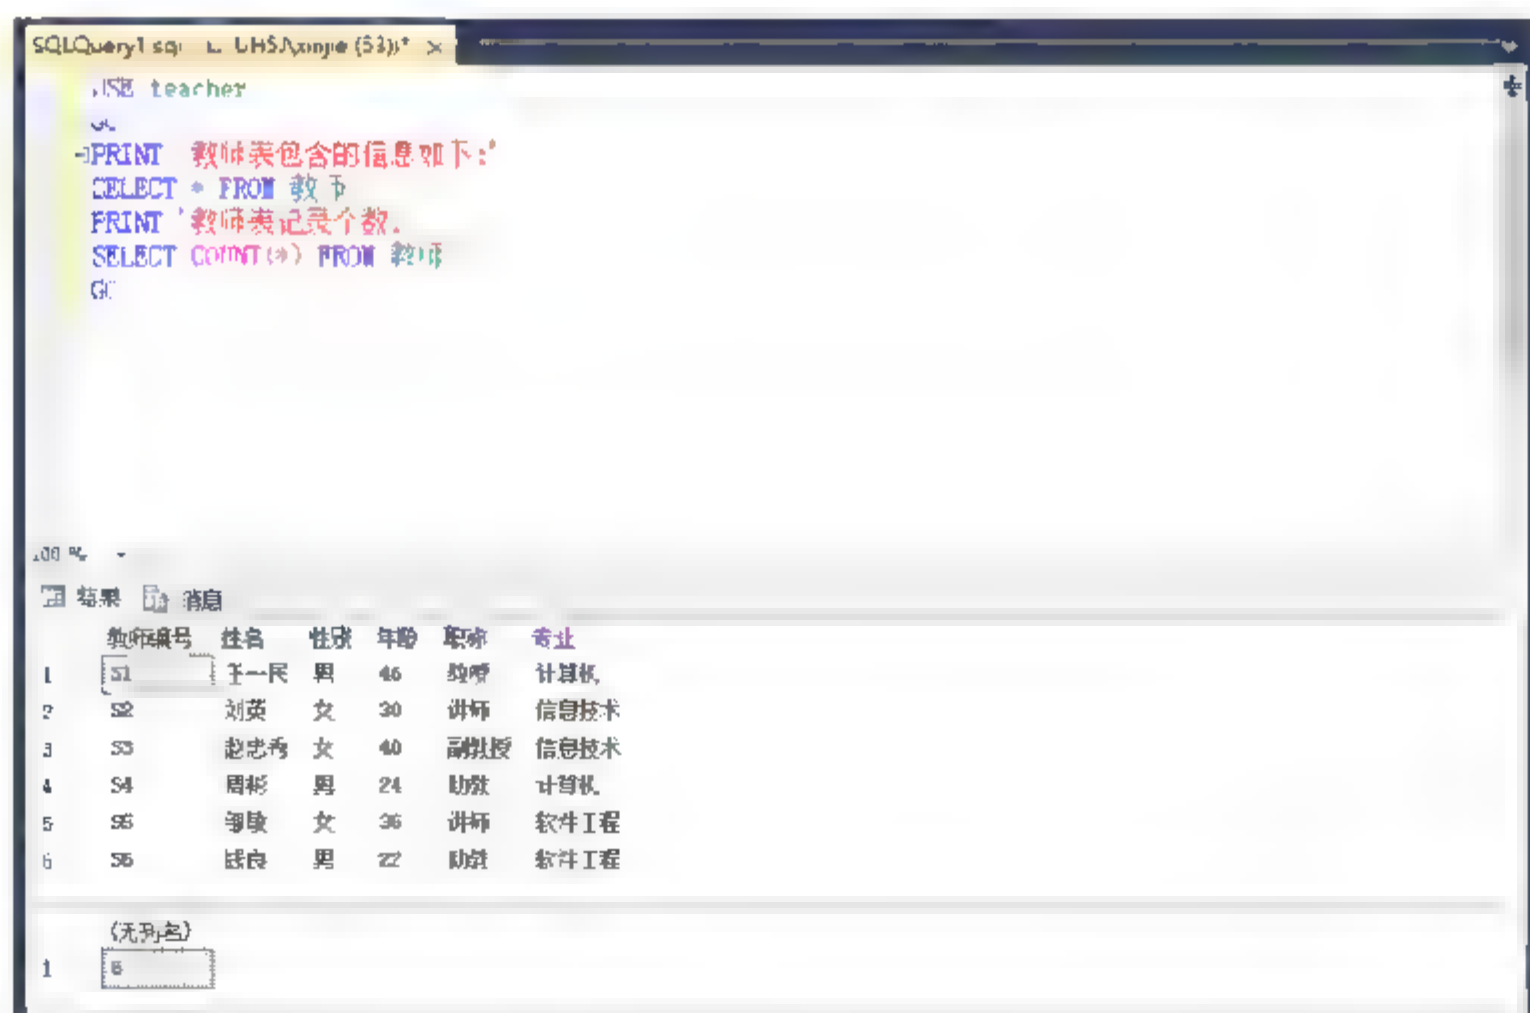 USE teacher
GO
PRINT '教师表包含的信息如下:'
SELECT * FROM 教师
PRINT '教师表记录个数:
SELECT COUNT(*) FROM 教师
GO
100 %
结果 消息
教师编号 姓名 性别 年龄 职称 专业
1 S1 王一民 男 46 教授 计算机
2 S2 刘英 女 30 讲师 信息技术
3 S3 赵忠秀 女 40 副教授 信息技术
4 S4 周彬 男 24 助教 计算机
5 S5 敏 女 36 讲师 软件工程
6 S6 钱良 男 22 助教 软件工程
(无列名)
1 6